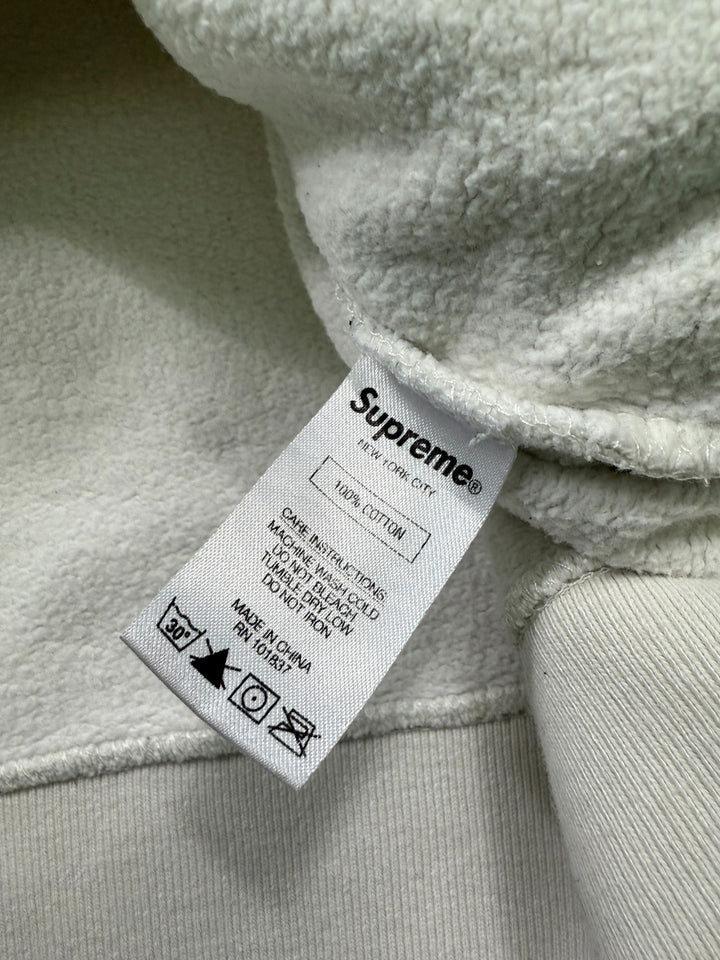 Supreme®
NEW YORK CITY
100% COTTON
CARE INSTRUCTIONS
MACHINE WASH COLD
DO NOT BLEACH
TUMBLE DRY LOW
DO NOT IRON
MADE IN CHINA
RN 101837
30°